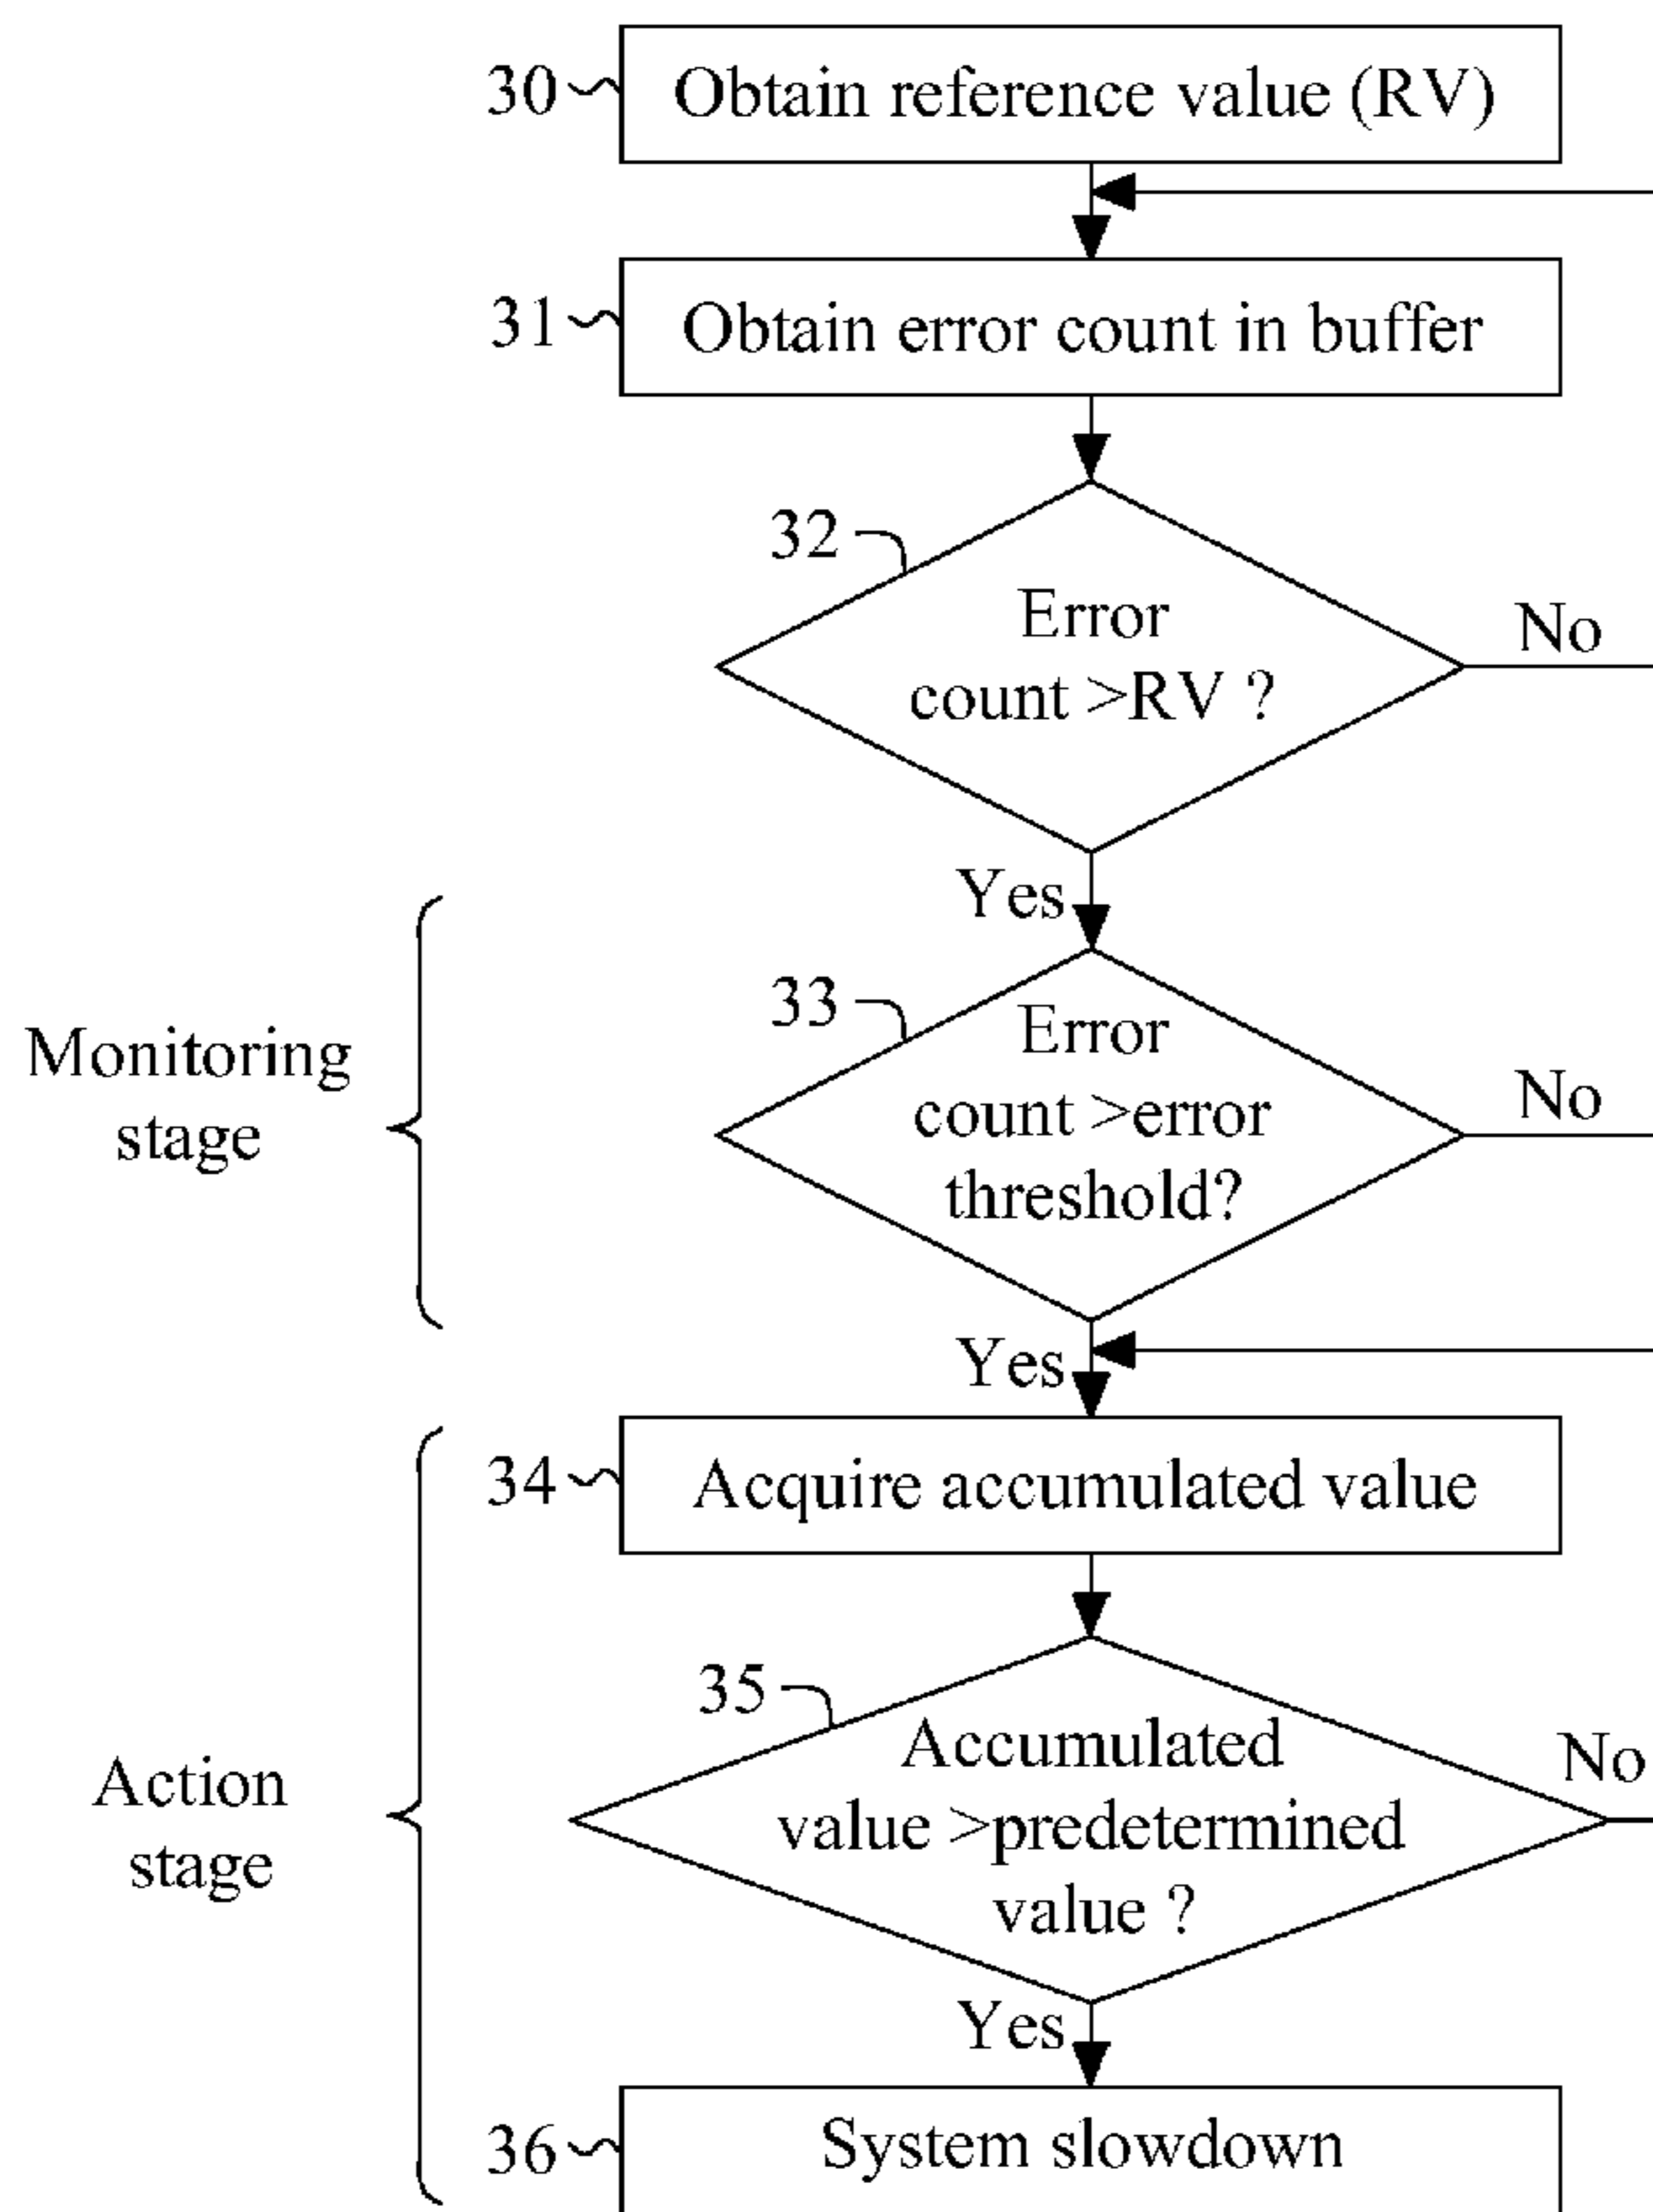 30
Obtain reference value (RV)
31
Obtain error count in buffer
32
Error
count >RV ?
No
Yes
Monitoring
stage
33
Error
count >error
threshold?
No
Yes
Action
stage
34
Acquire accumulated value
35
Accumulated
value >predetermined
value ?
No
Yes
36
System slowdown